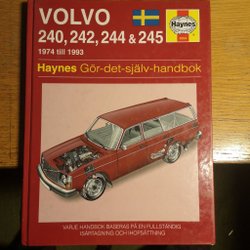 VOLVO
Haynes
240, 242, 244 & 245
1974 till 1993
Haynes Gör-det-själv-handbok
VARJE HANDBOK BASERAS PÅ EN FULLSTÄNDIG
ISÄRTAGNING OCH IHOPSÄTTNING